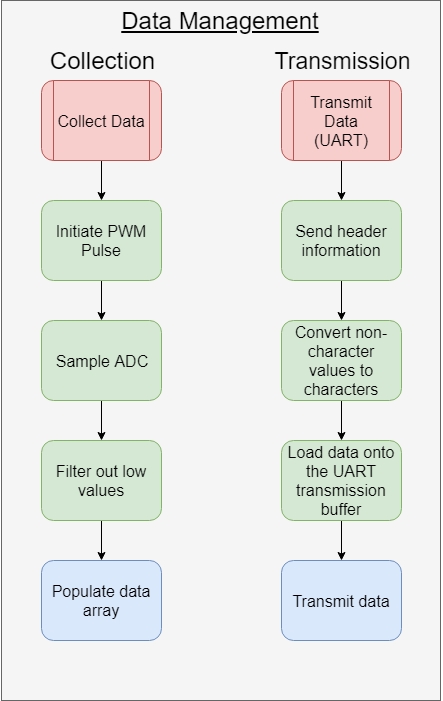 Data Management
Collection
Collect Data
Initiate PWM
Pulse
Sample ADC
Filter out low
values
Populate data
array
Transmission
Transmit
Data
(UART)
Send header
information
Convert non-
character
values to
characters
Load data onto
the UART
transmission
buffer
Transmit data